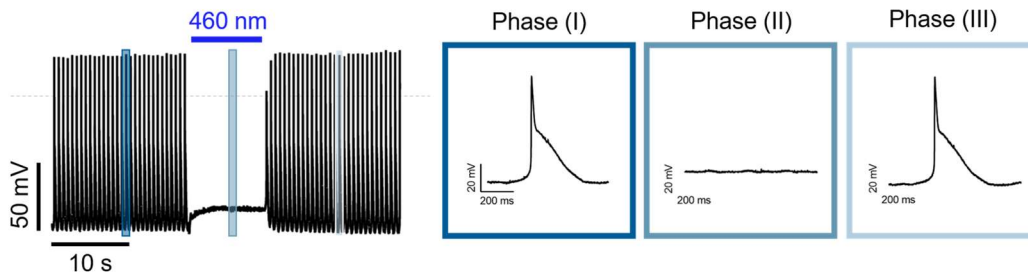 460 nm
50 mV
10 s
Phase (I)
20 mV
200 ms
Phase (II)
20 mV
200 ms
Phase (III)
20 mV
200 ms